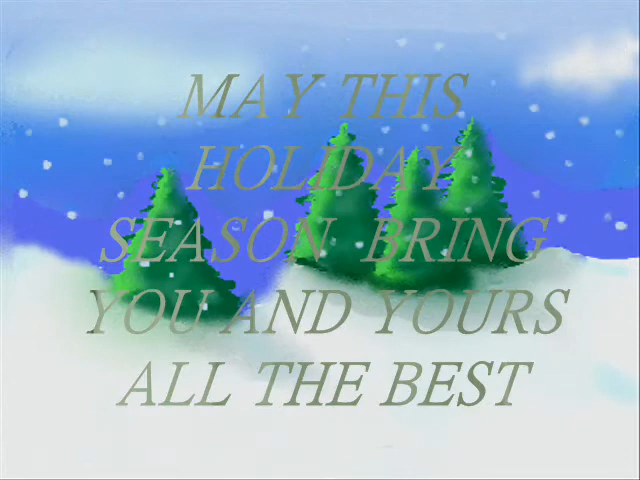 MAY THIS
HOLIDAY
SEASON BRING
YOU AND YOURS
ALL THE BEST